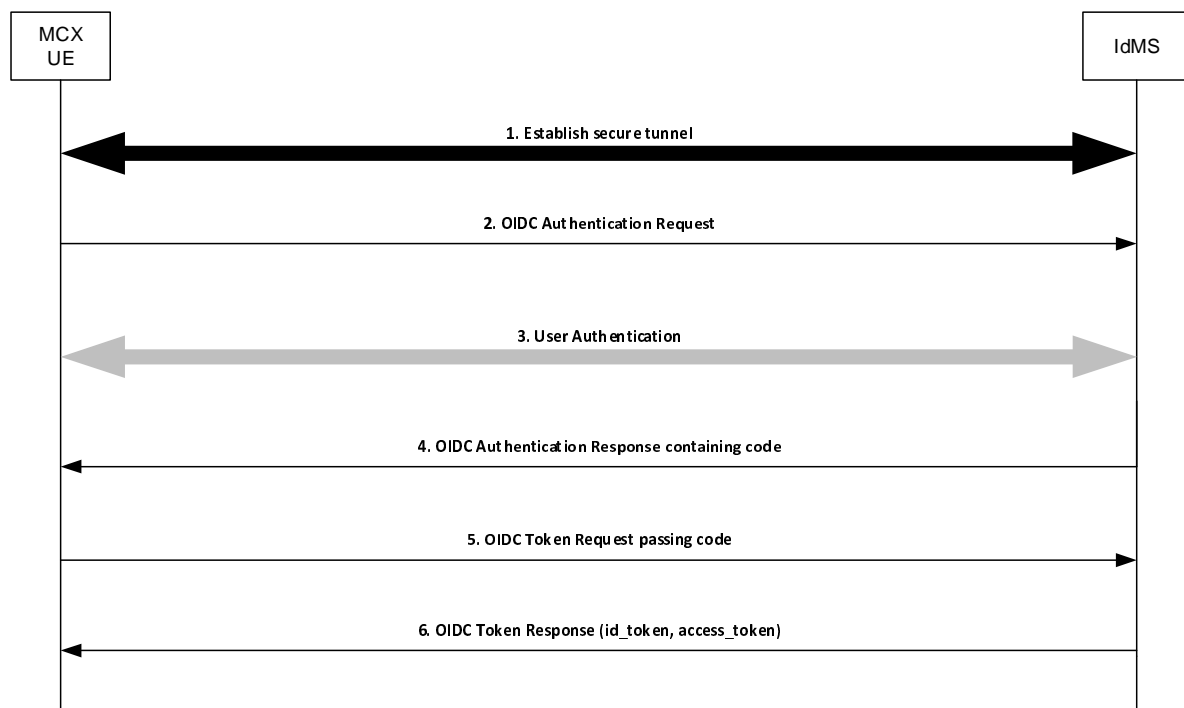 MCX
UE
IdMS
1. Establish secure tunnel
2. OIDC Authentication Request
3. User Authentication
4. OIDC Authentication Response containing code
5. OIDC Token Request passing code
6. OIDC Token Response (id_token, access_token)